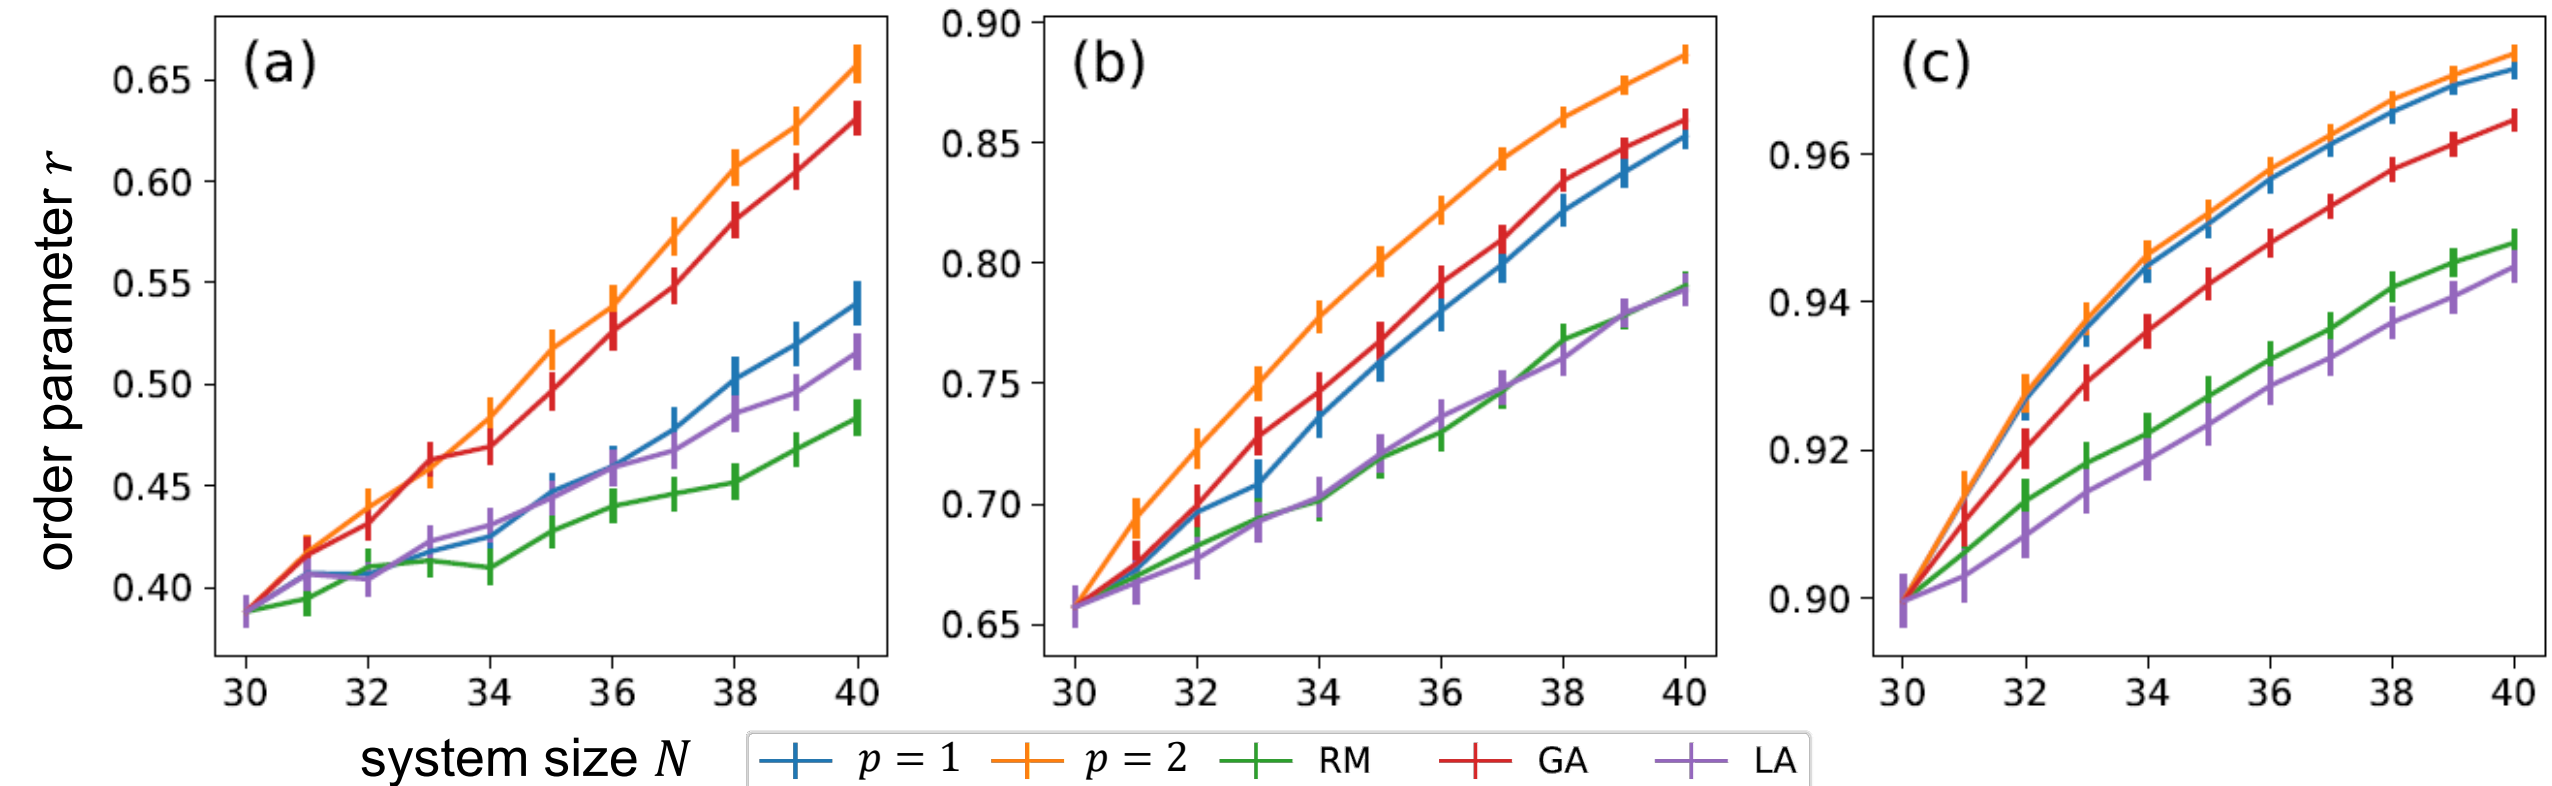 (a)
(b)
(c)
order parameter r
0.65
0.60
0.55
0.50
0.45
0.40
0.90
0.85
0.80
0.75
0.70
0.65
0.96
0.94
0.92
0.90
30 32 34 36 38 40
30 32 34 36 38 40
30 32 34 36 38 40
system size N
p = 1 p = 2 RM GA LA